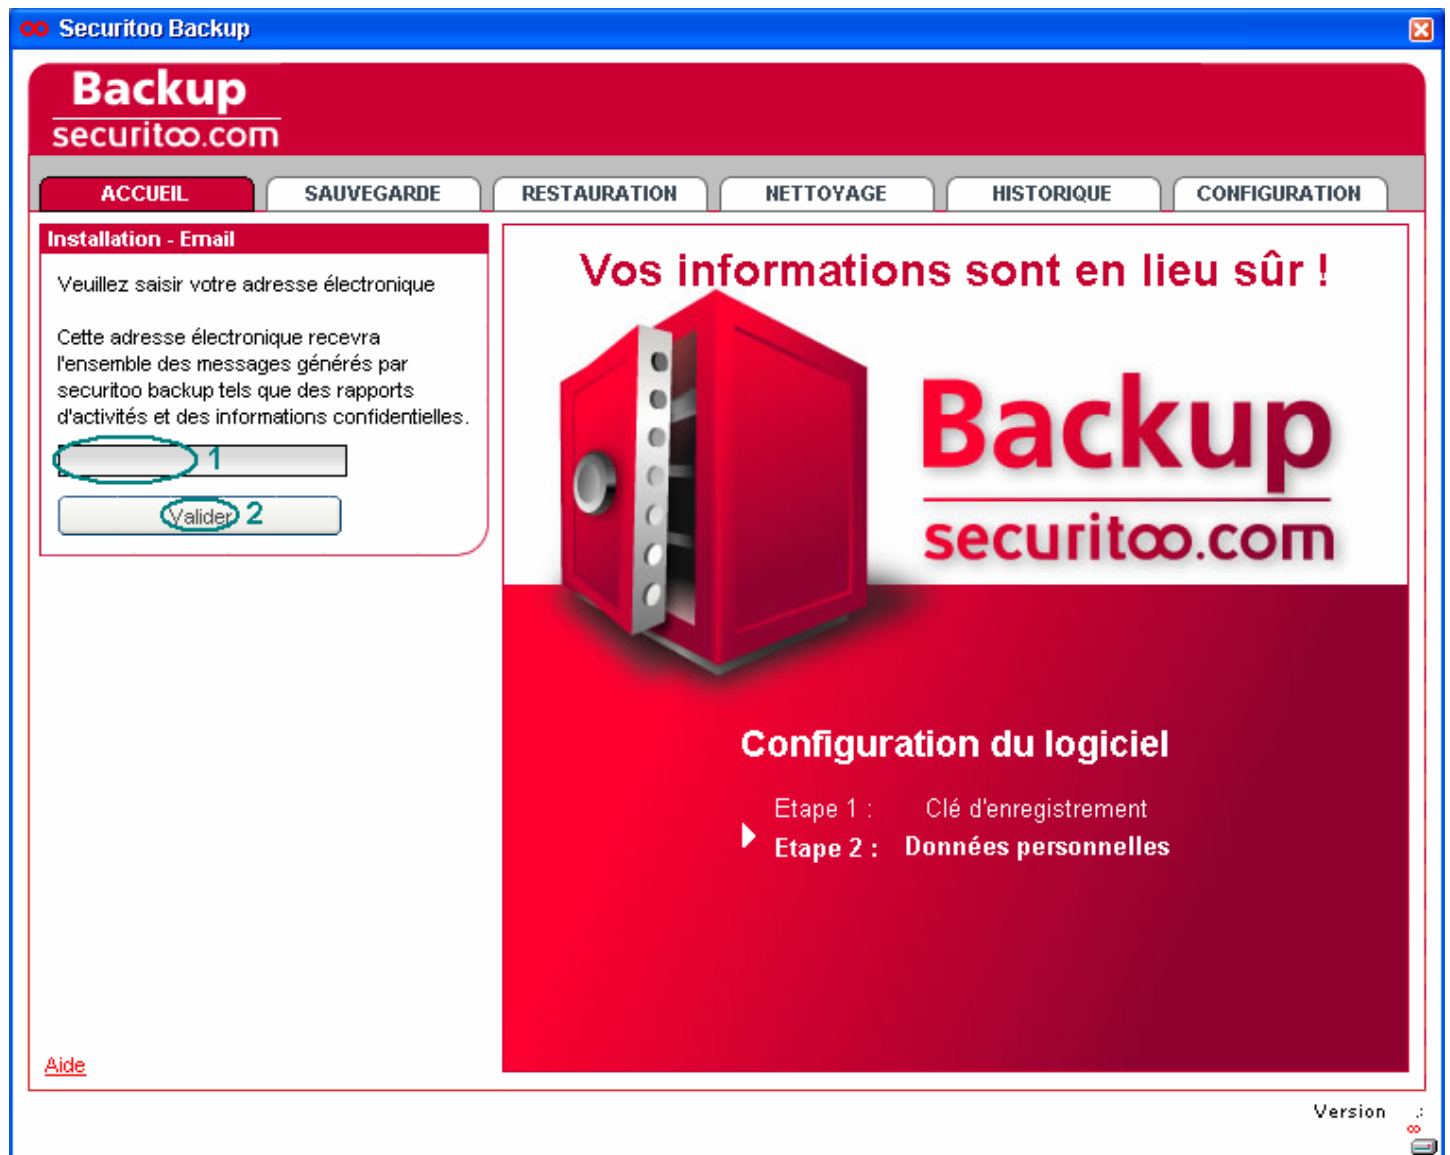 Securitoo Backup
Backup
securitoo.com
ACCUEIL
SAUVEGARDE
RESTAURATION
NETTOYAGE
HISTORIQUE
CONFIGURATION
Installation - Email
Veuillez saisir votre adresse électronique
Cette adresse électronique recevra
l'ensemble des messages générés par
securitoo backup tels que des rapports
d'activités et des informations confidentielles.
1
Valider 2
Aide
Vos informations sont en lieu sûr !
Backup
securitoo.com
Configuration du logiciel
Etape 1 : Clé d'enregistrement
Etape 2 : Données personnelles
Version .: